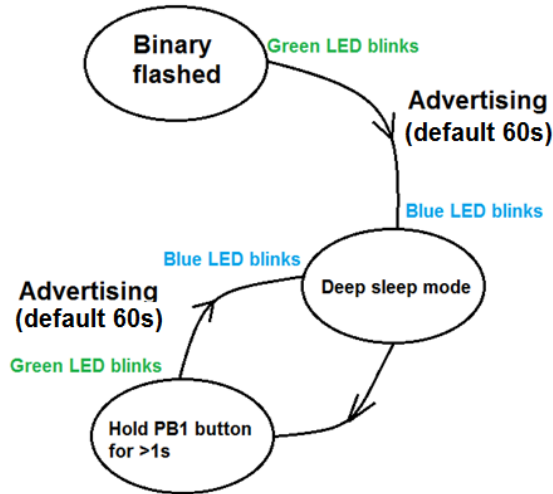 Binary
flashed
Green LED blinks
Advertising
(default 60s)
Blue LED blinks
Blue LED blinks
Deep sleep mode
Advertising
(default 60s)
Green LED blinks
Hold PB1 button
for >1s